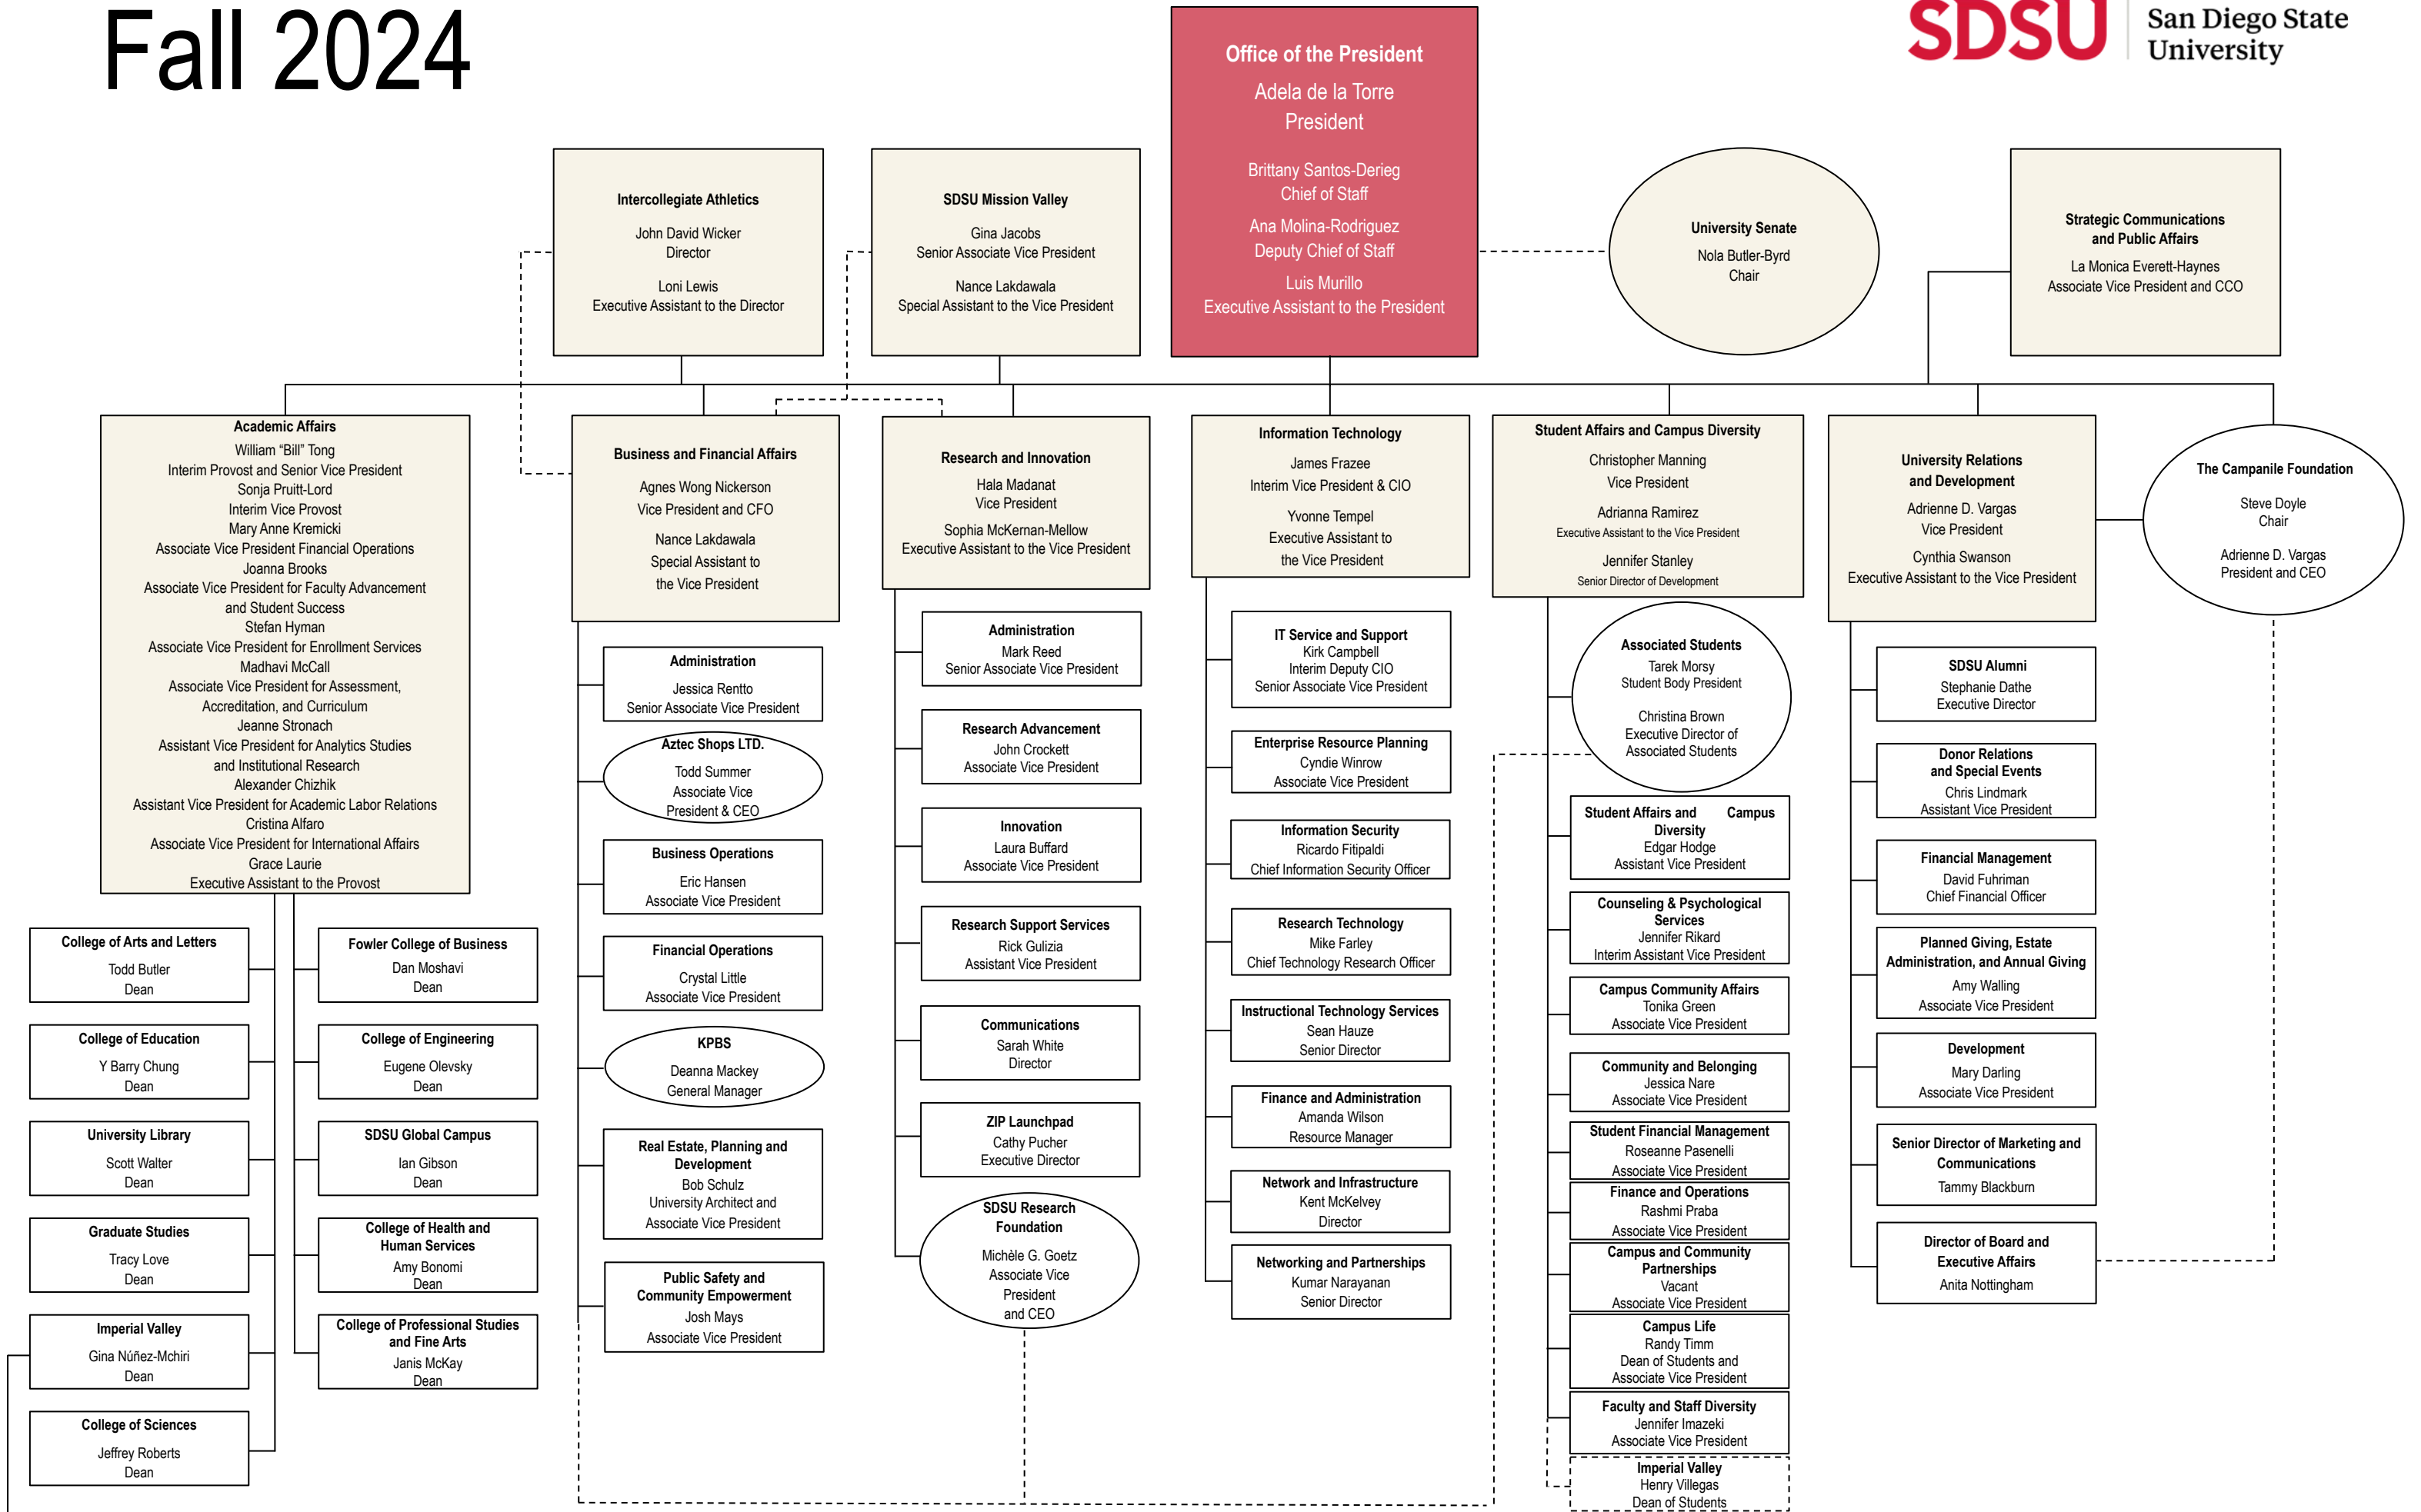 Fall 2024
SDSU
San Diego State
University
Office of the President
Adela de la Torre
President
Brittany Santos-Derieg
Chief of Staff
Ana Molina-Rodriguez
Deputy Chief of Staff
Luis Murillo
Executive Assistant to the President
Intercollegiate Athletics
John David Wicker
Director
Loni Lewis
Executive Assistant to the Director
SDSU Mission Valley
Gina Jacobs
Senior Associate Vice President
Nance Lakdawala
Special Assistant to the Vice President
University Senate
Nola Butler-Byrd
Chair
Strategic Communications
and Public Affairs
La Monica Everett-Haynes
Associate Vice President and CCO
Academic Affairs
William “Bill” Tong
Interim Provost and Senior Vice President
Sonja Pruitt-Lord
Interim Vice Provost
Mary Anne Kremicki
Associate Vice President Financial Operations
Joanna Brooks
Associate Vice President for Faculty Advancement
and Student Success
Stefan Hyman
Associate Vice President for Enrollment Services
Madhavi McCall
Associate Vice President for Assessment,
Accreditation, and Curriculum
Jeanne Stronach
Assistant Vice President for Analytics Studies
and Institutional Research
Alexander Chizhik
Assistant Vice President for Academic Labor Relations
Cristina Alfaro
Associate Vice President for International Affairs
Grace Laurie
Executive Assistant to the Provost
College of Arts and Letters
Todd Butler
Dean
College of Education
Y Barry Chung
Dean
University Library
Scott Walter
Dean
Graduate Studies
Tracy Love
Dean
Imperial Valley
Gina Núñez-Mchiri
Dean
College of Sciences
Jeffrey Roberts
Dean
Fowler College of Business
Dan Moshavi
Dean
College of Engineering
Eugene Olevsky
Dean
SDSU Global Campus
Ian Gibson
Dean
College of Health and
Human Services
Amy Bonomi
Dean
College of Professional Studies
and Fine Arts
Janis McKay
Dean
Business and Financial Affairs
Agnes Wong Nickerson
Vice President and CFO
Nance Lakdawala
Special Assistant to
the Vice President
Administration
Jessica Rentto
Senior Associate Vice President
Aztec Shops LTD.
Todd Summer
Associate Vice
President & CEO
Business Operations
Eric Hansen
Associate Vice President
Financial Operations
Crystal Little
Associate Vice President
KPBS
Deanna Mackey
General Manager
Real Estate, Planning and
Development
Bob Schulz
University Architect and
Associate Vice President
Public Safety and
Community Empowerment
Josh Mays
Associate Vice President
Research and Innovation
Hala Madanat
Vice President
Sophia McKernan-Mellow
Executive Assistant to the Vice President
Administration
Mark Reed
Senior Associate Vice President
Research Advancement
John Crockett
Associate Vice President
Innovation
Laura Buffard
Associate Vice President
Research Support Services
Rick Gulizia
Assistant Vice President
Communications
Sarah White
Director
ZIP Launchpad
Cathy Pucher
Executive Director
SDSU Research
Foundation
Michèle G. Goetz
Associate Vice
President
and CEO
Information Technology
James Frazee
Interim Vice President & CIO
Yvonne Tempel
Executive Assistant to
the Vice President
IT Service and Support
Kirk Campbell
Interim Deputy CIO
Senior Associate Vice President
Enterprise Resource Planning
Cyndie Winrow
Associate Vice President
Information Security
Ricardo Fitipaldi
Chief Information Security Officer
Research Technology
Mike Farley
Chief Technology Research Officer
Instructional Technology Services
Sean Hauze
Senior Director
Finance and Administration
Amanda Wilson
Resource Manager
Network and Infrastructure
Kent McKelvey
Director
Networking and Partnerships
Kumar Narayanan
Senior Director
Student Affairs and Campus Diversity
Christopher Manning
Vice President
Adrianna Ramirez
Executive Assistant to the Vice President
Jennifer Stanley
Senior Director of Development
Associated Students
Tarek Morsy
Student Body President
Christina Brown
Executive Director of
Associated Students
Student Affairs and Campus
Diversity
Edgar Hodge
Assistant Vice President
Counseling & Psychological
Services
Jennifer Rikard
Interim Assistant Vice President
Campus Community Affairs
Tonika Green
Associate Vice President
Community and Belonging
Jessica Nare
Associate Vice President
Student Financial Management
Roseanne Pasenelli
Associate Vice President
Finance and Operations
Rashmi Praba
Associate Vice President
Campus and Community
Partnerships
Vacant
Associate Vice President
Campus Life
Randy Timm
Dean of Students and
Associate Vice President
Faculty and Staff Diversity
Jennifer Imazeki
Associate Vice President
Imperial Valley
Henry Villegas
Dean of Students
University Relations
and Development
Adrienne D. Vargas
Vice President
Cynthia Swanson
Executive Assistant to the Vice President
SDSU Alumni
Stephanie Dathe
Executive Director
Donor Relations
and Special Events
Chris Lindmark
Assistant Vice President
Financial Management
David Fuhriman
Chief Financial Officer
Planned Giving, Estate
Administration, and Annual Giving
Amy Walling
Associate Vice President
Development
Mary Darling
Associate Vice President
Senior Director of Marketing and
Communications
Tammy Blackburn
Director of Board and
Executive Affairs
Anita Nottingham
The Campanile Foundation
Steve Doyle
Chair
Adrienne D. Vargas
President and CEO